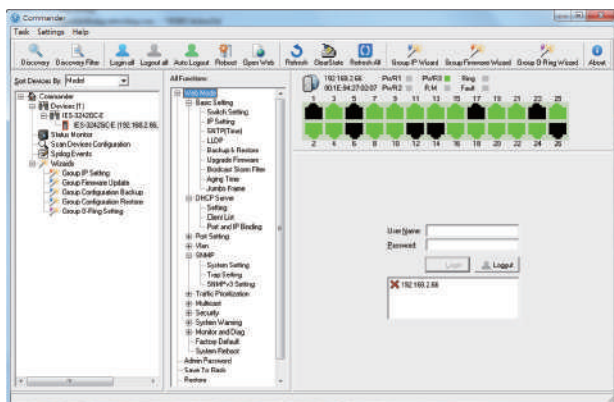 Commander
Task Settings Help
Discovery Discovery Filter Login all Logout all Auto Logout Reboot Open Web Refresh ClearState Refresh All Group IP Wizard Group Firmware Wizard Group O-Ring Wizard About
Sort Devices By: Model
Commander
Devices (1)
IES-3242GC-E
IES-3242GC-E (192.168.2.66,
Status Monitor
Scan Devices Configuration
Syslog Events
Wizards
Group IP Setting
Group Firmware Update
Group Configuration Backup
Group Configuration Restore
Group O-Ring Setting
All Functions:
Web Mode
Basic Setting
Switch Setting
IP Setting
SNTP(Time)
LLDP
Backup & Restore
Upgrade Firmware
Brodcast Storm Filter
Aging Time
Jumbo Frame
DHCP Server
Setting
Client List
Port and IP Binding
Port Setting
Vlan
SNMP
System Setting
Trap Setting
SNMPv3 Setting
Traffic Prioritization
Multicast
Security
System Warning
Monitor and Diag
Factory Default
System Reboot
Admin Password
Save To Flash
Restore
192.168.2.66 PWR1 PWR3 Ring
00:1E:94:27:02:07 PWR2 R.M Fault
1 3 5 7 9 11 13 15 17 19 21 23 25
2 4 6 8 10 12 14 16 18 20 22 24 26
User Name:
Password:
Login Logout
192.168.2.66